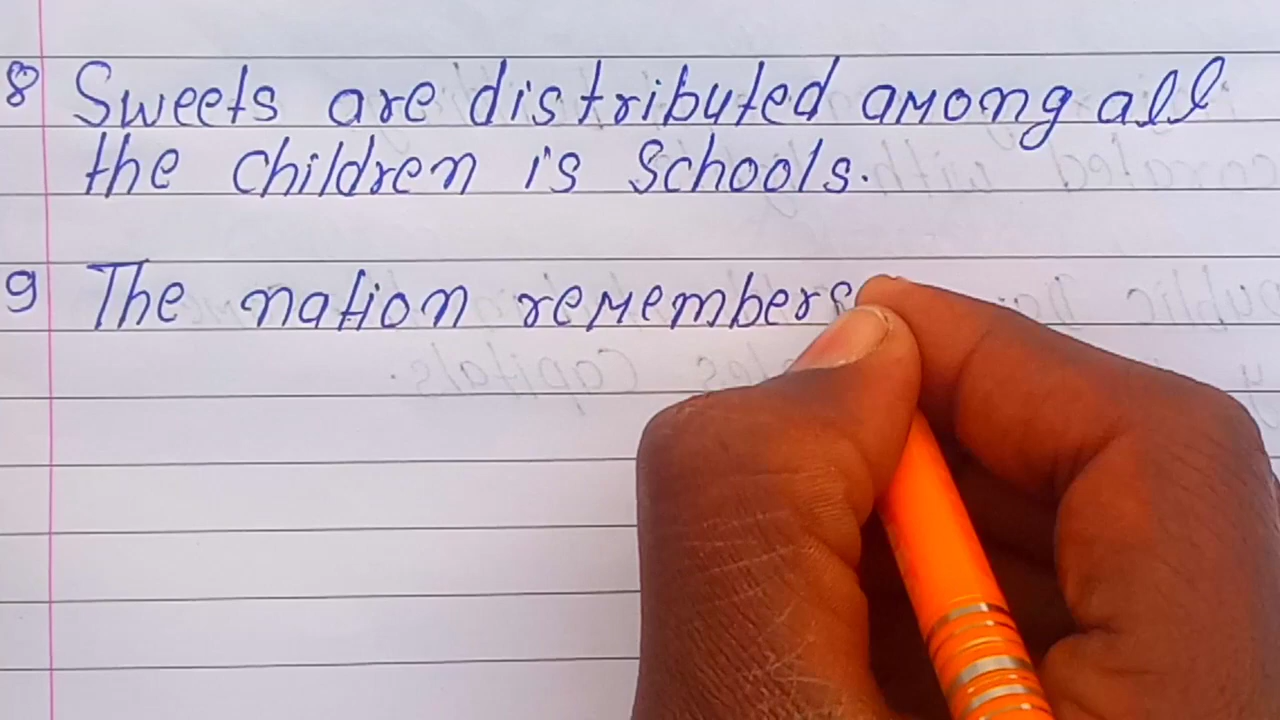 8 Sweets are distributed among all
the children is Schools.
9 The nation remembers